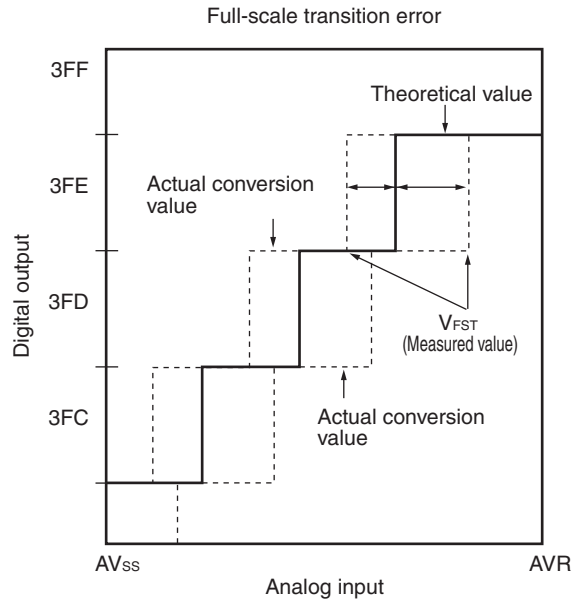 Full-scale transition error
3FF
Theoretical value
3FE
Actual conversion
value
Digital output
3FD
VFST
(Measured value)
3FC
Actual conversion
value
AVss
AVR
Analog input